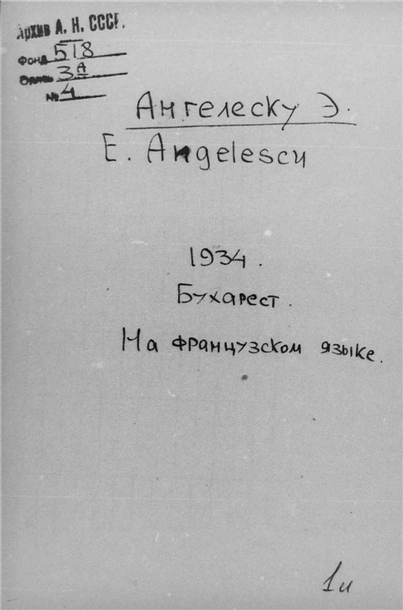 Архив А. Н. СССР.
Фонд 518
Опись 3А
№ 4
Ангелеску Э.
E. Angelescu
1934.
Бухарест.
На французском языке.
1и